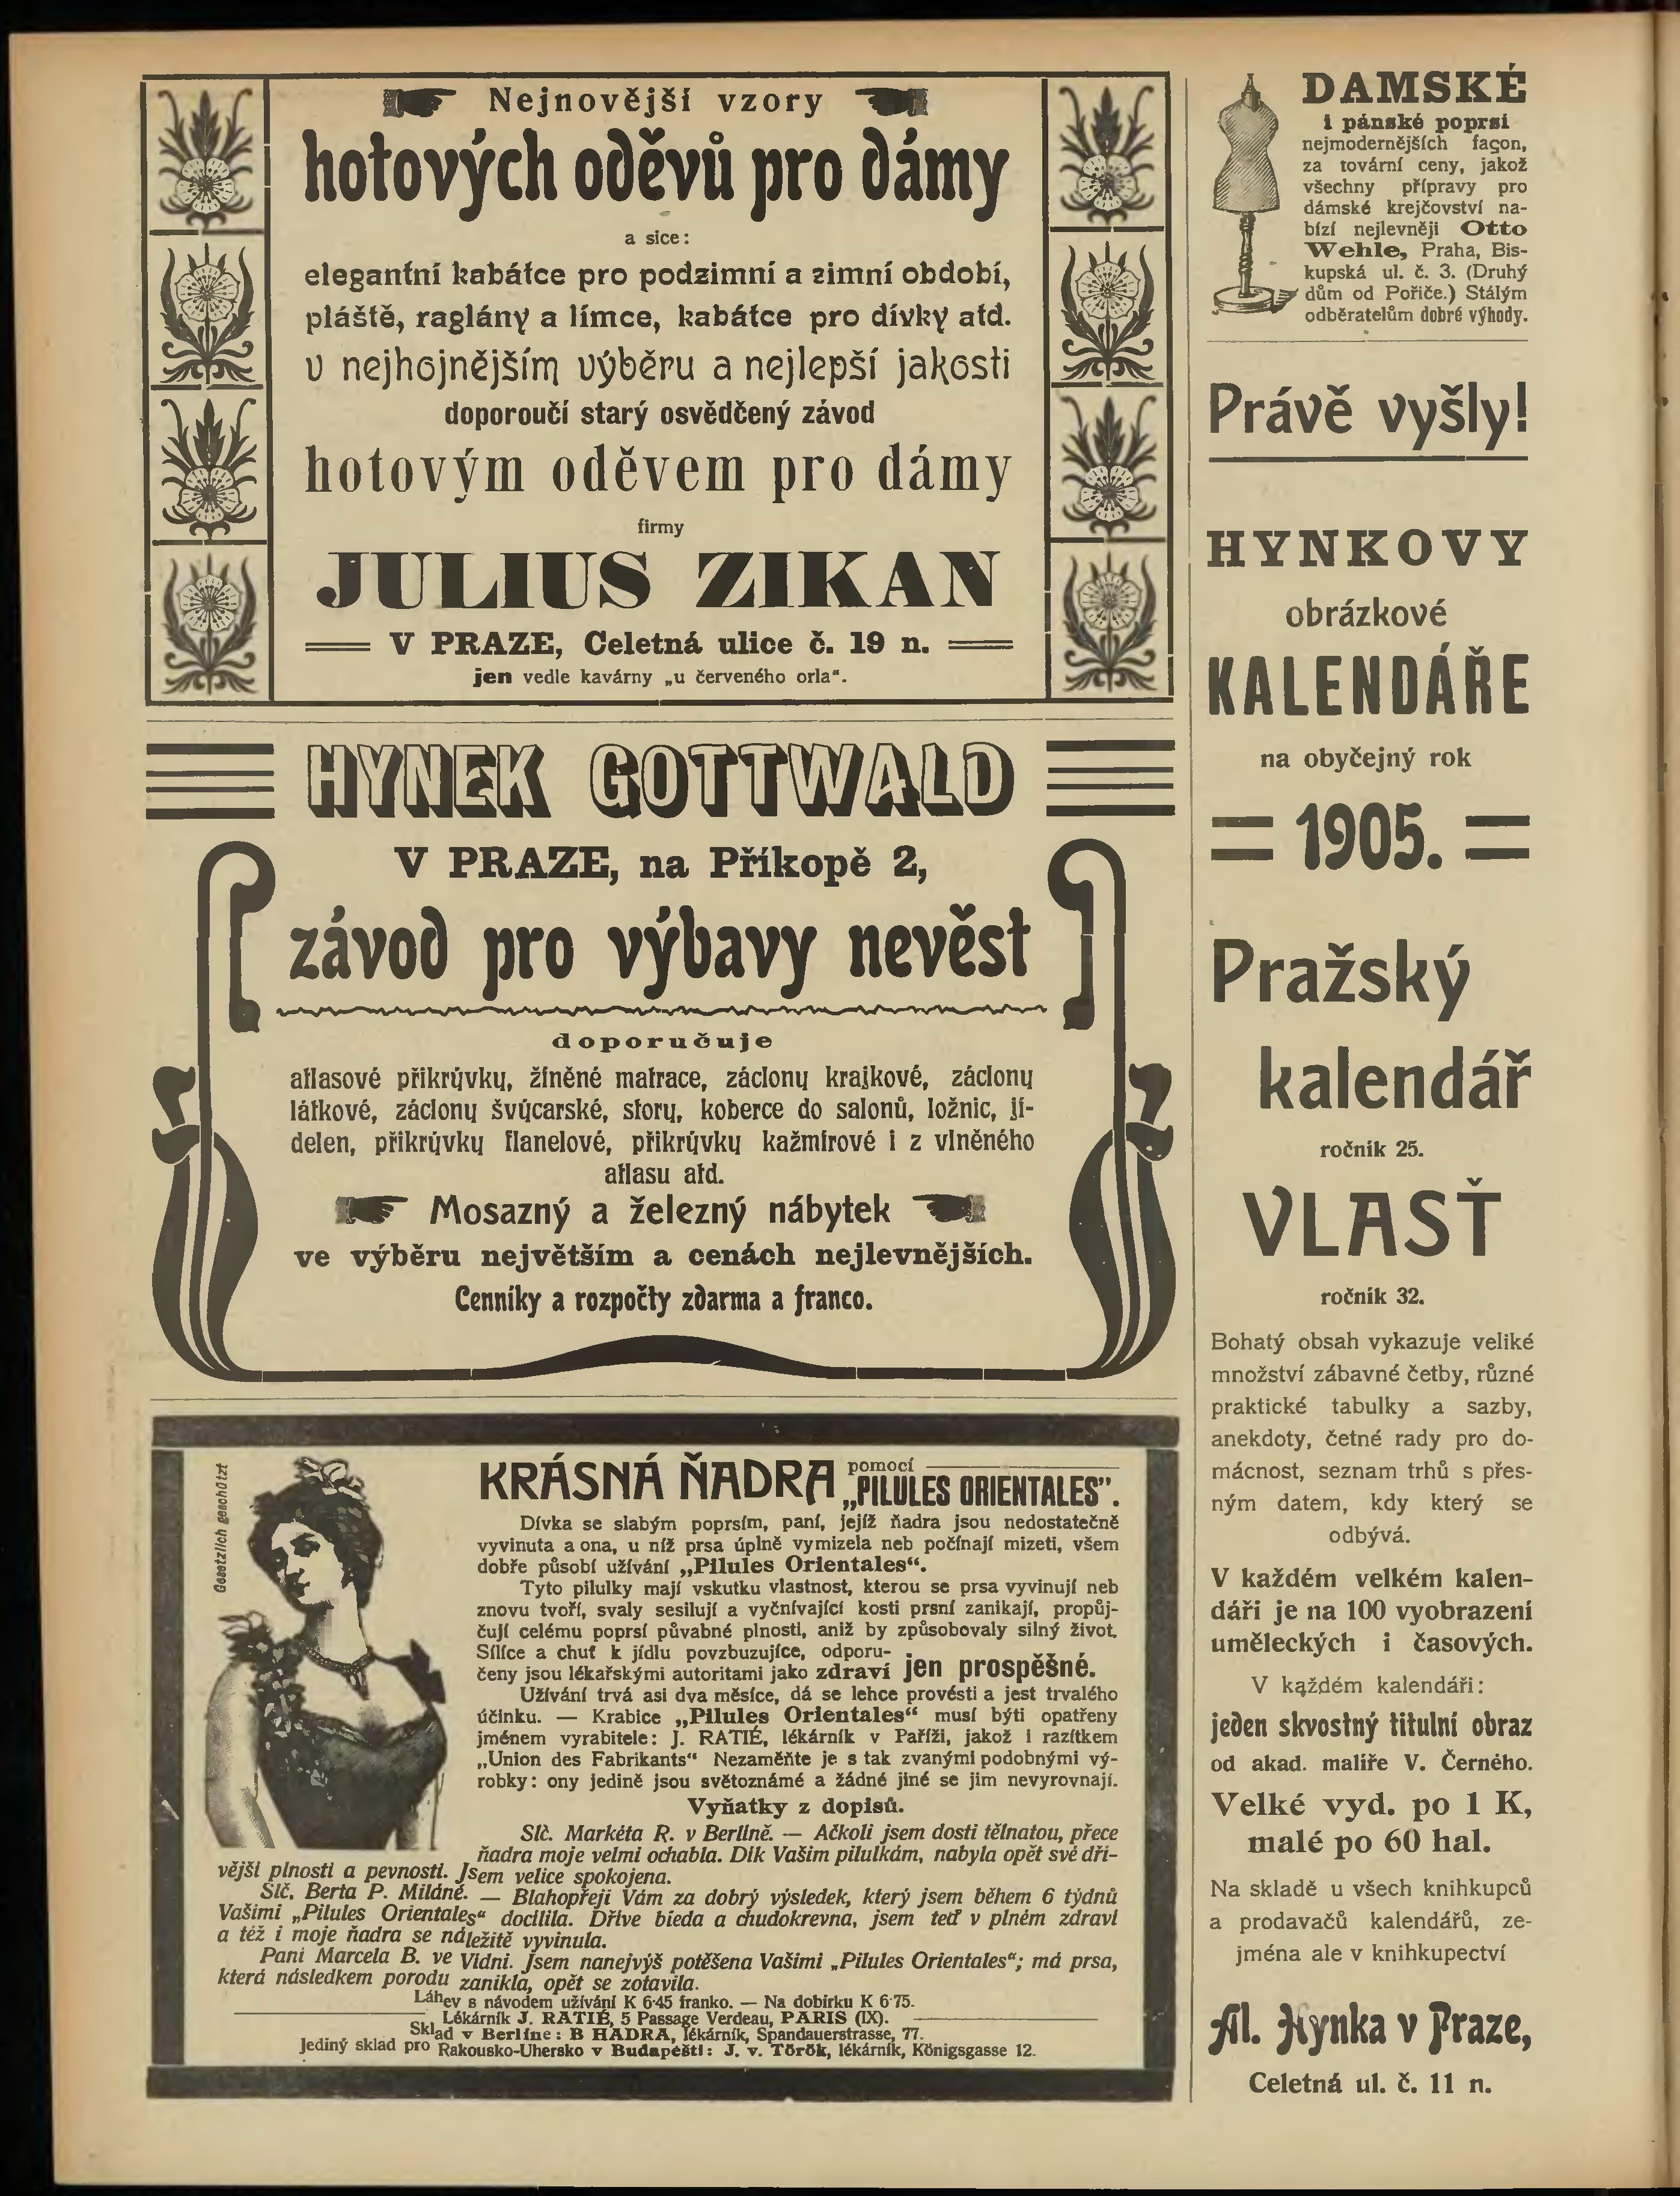 Nejnovější vzory
hotových oděvů pro dámy
a sice:
elegantní kabátce pro podzimní a zimní období,
pláště, raglány a límce, kabátce pro dívky atd.
v nejhojnějším výběru a nejlepší jakosti
doporoučí starý osvědčený závod
hotovým oděvem pro dámy
firmy
JULIUS ZIKAN
V PRAZE, Celetná ulice č. 19 n.
jen vedle kavárny „u červeného orla“.
HYNEK GOTTWALD
V PRAZE, na Příkopě 2,
závod pro výbavy nevěst
doporučuje
atlasové přikrývky, žíněné matrace, záclony krajkové, záclony
látkové, záclony švýcarské, story, koberce do salonů, ložnic, jí-
delen, přikrývky flanelové, přikrývky kažmírové i z vlněného
atlasu atd.
Mosazný a železný nábytek
ve výběru největším a cenách nejlevnějších.
Cenníky a rozpočty zdarma a franco.
Gesetzlich geschützt
KRÁSNÁ ŇADRA pomocí
„PILULES ORIENTALES“.
Dívka se slabým poprsím, paní, jejíž ňadra jsou nedostatečně
vyvinuta a ona, u níž prsa úplně vymizela neb počínají mizeti, všem
dobře působí užívání „Pilules Orientales“.
Tyto pilulky mají vskutku vlastnost, kterou se prsa vyvinují neb
znovu tvoří, svaly sesilují a vyčnívající kosti prsní zanikají, propůj-
čují celému poprsí půvabné plnosti, aniž by způsobovaly silný život.
Sílíce a chuť k jídlu povzbuzujíce, odporu-
čeny jsou lékařskými autoritami jako zdraví jen prospěšné.
Užívání trvá asi dva měsíce, dá se lehce provésti a jest trvalého
účinku. — Krabice „Pilules Orientales“ musí býti opatřeny
jménem vyrabitele: J. RATIÉ, lékárník v Paříži, jakož i razítkem
„Union des Fabrikants“ Nezaměňte je s tak zvanými podobnými vý-
robky: ony jedině jsou světoznámé a žádné jiné se jim nevyrovnají.
Vyňatky z dopisů.
Slč. Markéta R. v Berlíně. — Ačkoli jsem dosti tělnatou, přece
ňadra moje velmi ochabla. Dík Vašim pilulkám, nabyla opět své dří-
vější plnosti a pevnosti. Jsem velice spokojena.
Slč. Berta P. Miláně. — Blahopřeji Vám za dobrý výsledek, který jsem během 6 týdnů
Vašimi „Pilules Orientales“ docílila. Dříve bledá a chudokrevna, jsem teď v plném zdraví
a též i moje ňadra se náležitě vyvinula.
Paní Marcela B. ve Vídni. Jsem nanejvýš potěšena Vašimi „Pilules Orientales“; má prsa,
která následkem porodu zanikla, opět se zotavila.
Láhev s návodem užívání K 6·45 franko. — Na dobírku K 6·75.
Lékárník J. RATIÉ, 5 Passage Verdeau, PARIS (IX).
Sklad v Berlíne: B HADRA, lékárník, Spandauerstrasse, 77.
Jediný sklad pro Rakousko-Uhersko v Budapešti: J. v. Török, lékárník, Königsgasse 12.
DAMSKÉ
i pánské poprsí
nejmodernějších façon,
za tovární ceny, jakož
všechny přípravy pro
dámské krejčovství na-
bízí nejlevněji Otto
Wehle, Praha, Bis-
kupská ul. č. 3. (Druhý
dům od Poříče.) Stálým
odběratelům dobré výhody.
Právě vyšly!
HYNKOVY
obrázkové
KALENDÁŘE
na obyčejný rok
1905.
Pražský
kalendář
ročník 25.
VLASŤ
ročník 32.
Bohatý obsah vykazuje veliké
množství zábavné četby, různé
praktické tabulky a sazby,
anekdoty, četné rady pro do-
mácnost, seznam trhů s přes-
ným datem, kdy který se
odbývá.
V každém velkém kalen-
dáři je na 100 vyobrazení
uměleckých i časových.
V každém kalendáři:
jeden skvostný titulní obraz
od akad. malíře V. Černého.
Velké vyd. po 1 K,
malé po 60 hal.
Na skladě u všech knihkupců
a prodavačů kalendářů, ze-
jména ale v knihkupectví
Al. Hynka v Praze,
Celetná ul. č. 11 n.